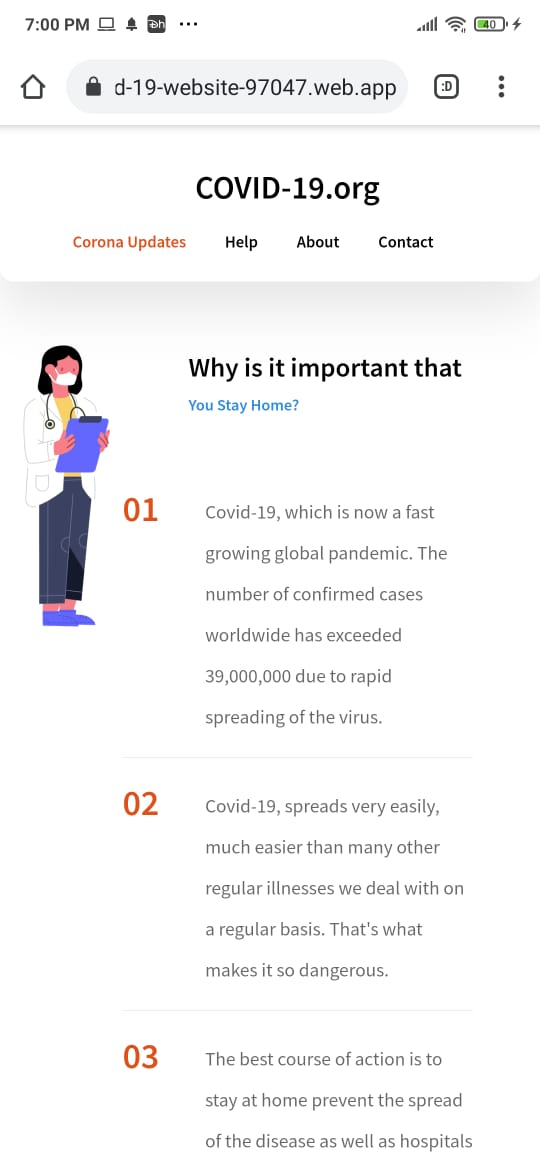 7:00 PM
40
d-19-website-97047.web.app
:D
COVID-19.org
Corona Updates Help About Contact
Why is it important that
You Stay Home?
01
Covid-19, which is now a fast
growing global pandemic. The
number of confirmed cases
worldwide has exceeded
39,000,000 due to rapid
spreading of the virus.
02
Covid-19, spreads very easily,
much easier than many other
regular illnesses we deal with on
a regular basis. That's what
makes it so dangerous.
03
The best course of action is to
stay at home prevent the spread
of the disease as well as hospitals